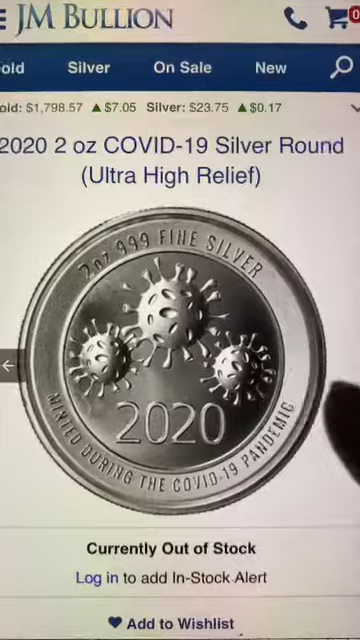 JM BULLION
0
old
Silver
On Sale
New
old: $1,798.57 ▲$7.05 Silver: $23.75 ▲$0.17
2020 2 oz COVID-19 Silver Round
(Ultra High Relief)
2oz 999 FINE SILVER
2020
MINTED DURING THE COVID-19 PANDEMIC
Currently Out of Stock
Log in to add In-Stock Alert
Add to Wishlist